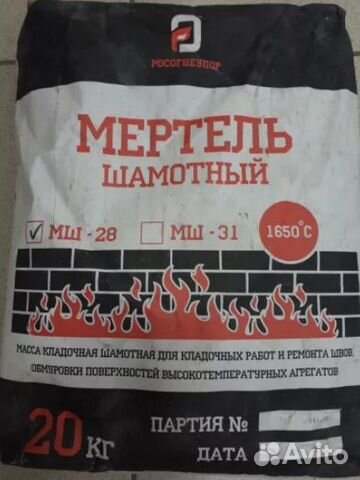 РОСОГНЕУПОР
МЕРТЕЛЬ
ШАМОТНЫЙ
МШ - 28 МШ - 31 1650°С
МАССА КЛАДОЧНАЯ ШАМОТНАЯ ДЛЯ КЛАДОЧНЫХ РАБОТ И РЕМОНТА ШВОВ,
ОБМУРОВКИ ПОВЕРХНОСТЕЙ ВЫСОКОТЕМПЕРАТУРНЫХ АГРЕГАТОВ
20 КГ
ПАРТИЯ №
ДАТА
Avito